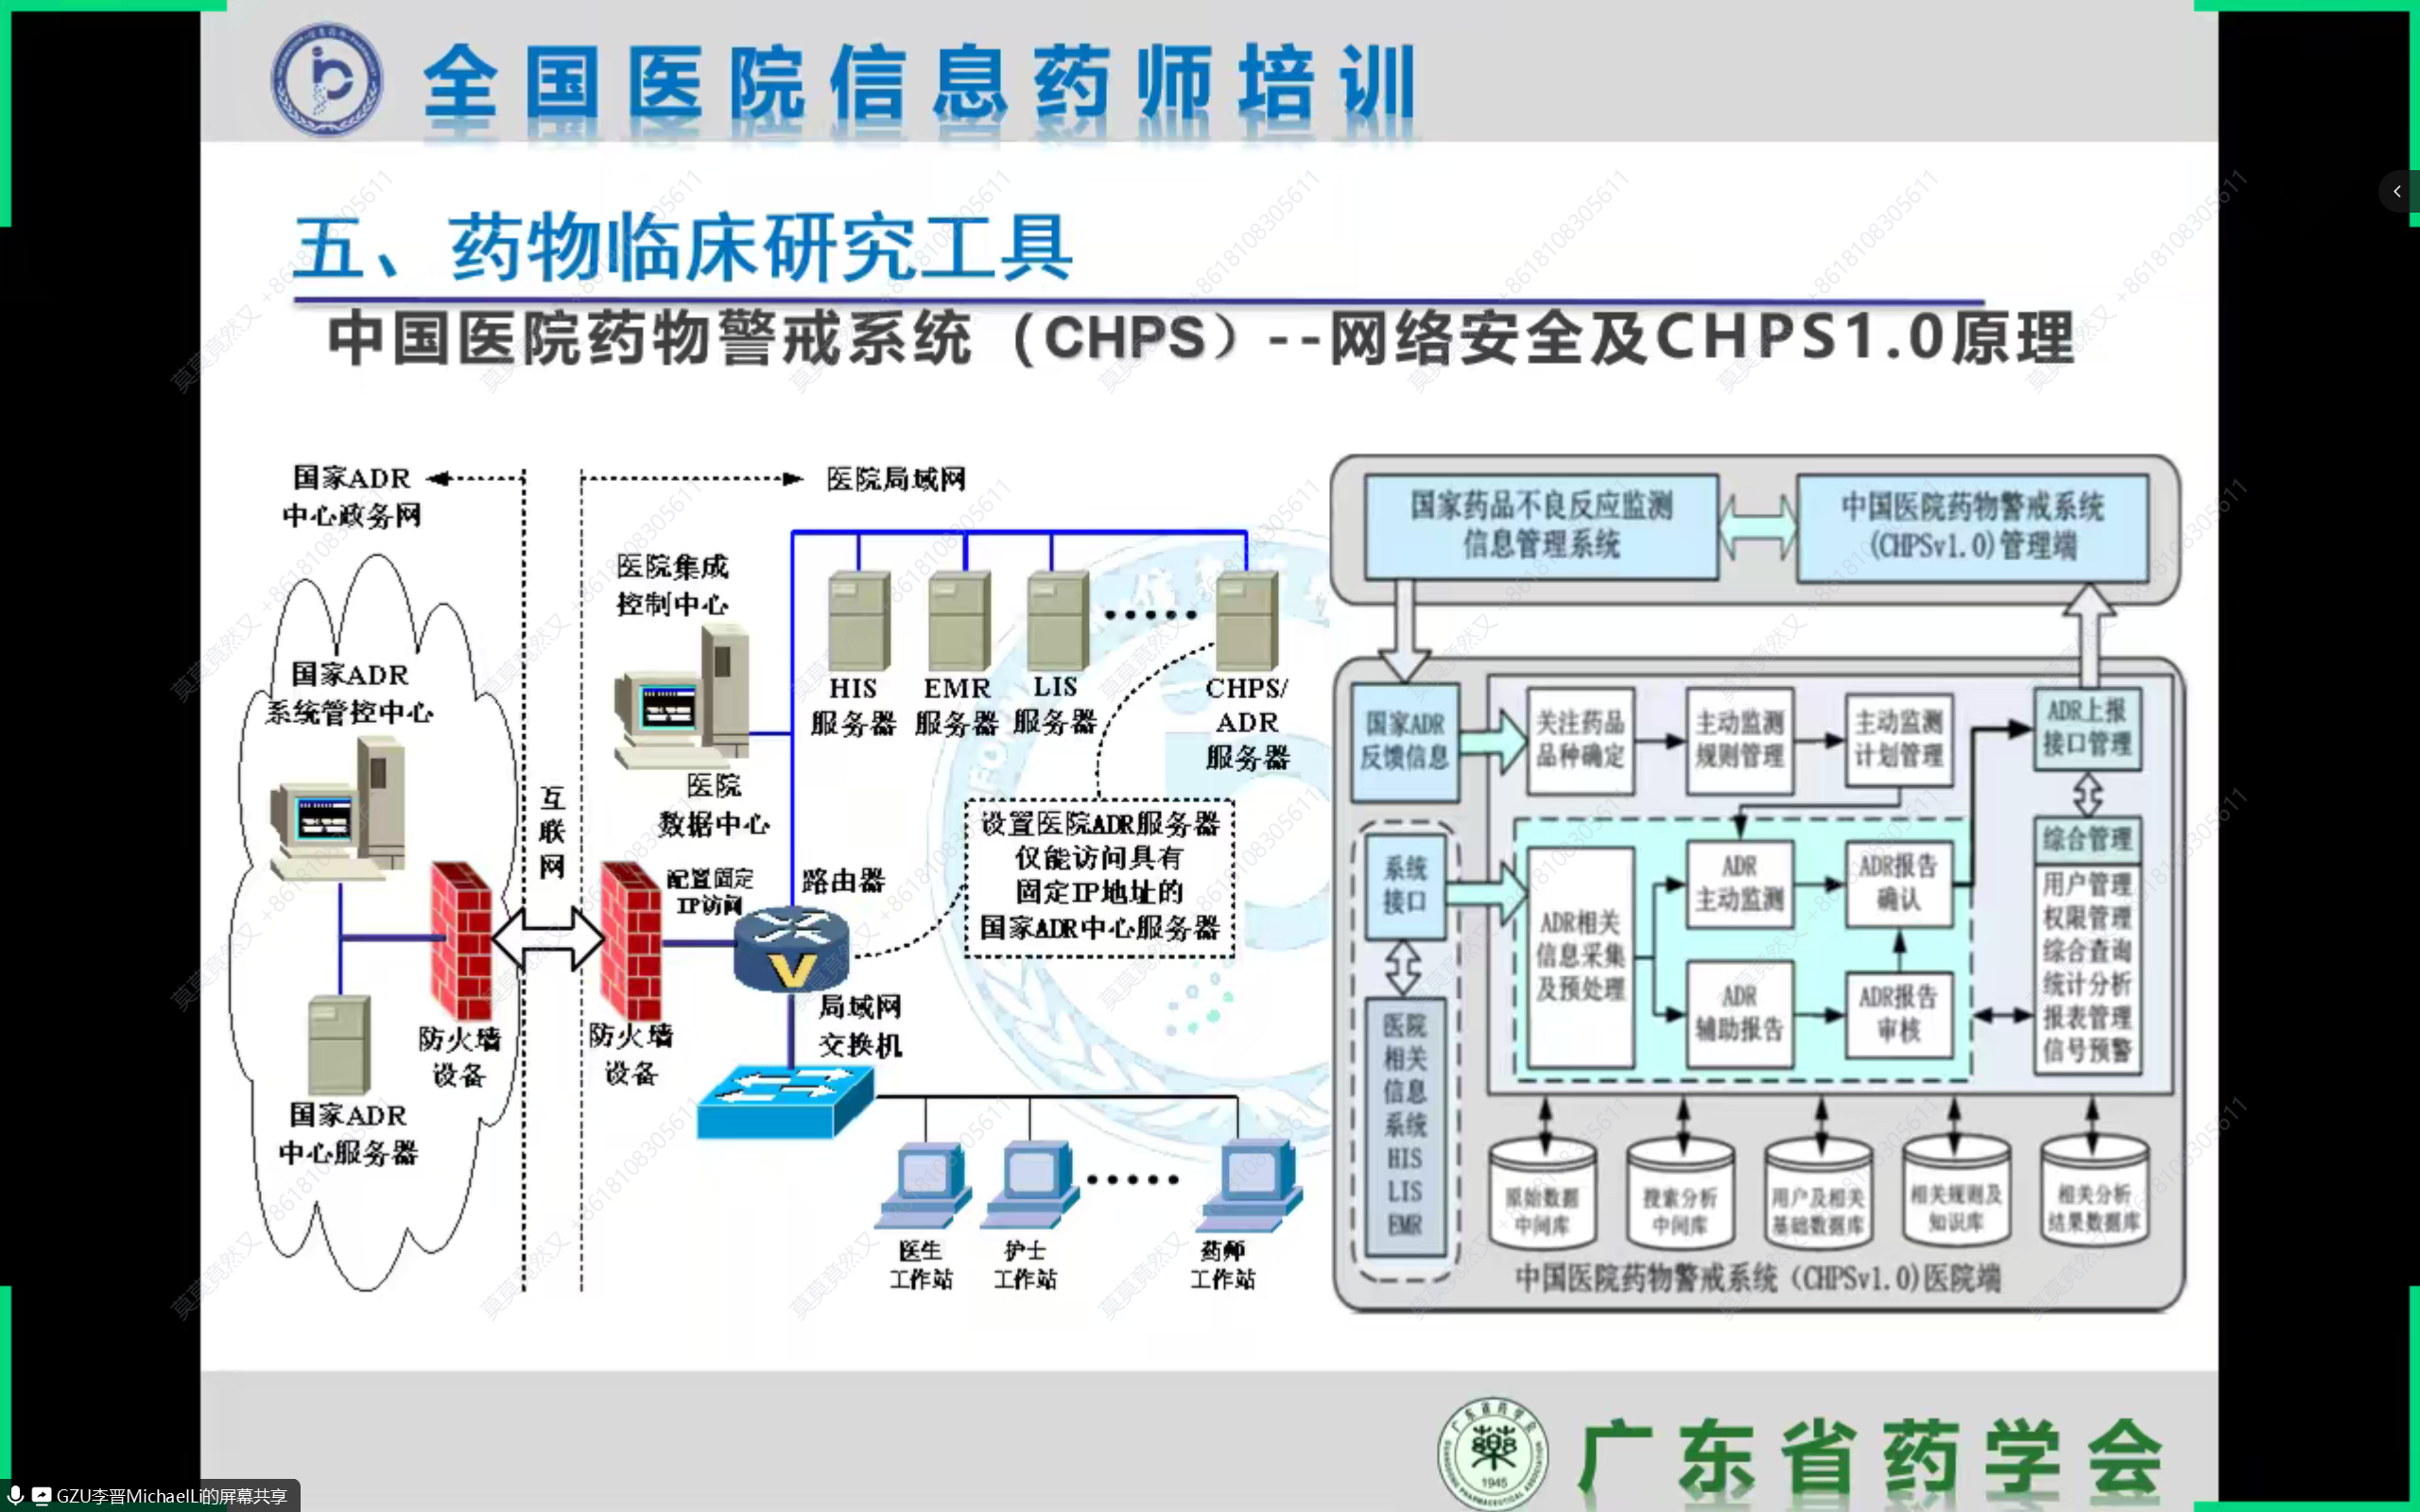 全国医院信息药师培训
五、药物临床研究工具
中国医院药物警戒系统（CHPS）--网络安全及CHPS1.0原理
国家ADR
中心政务网
医院局域网
医院集成
控制中心
国家ADR
系统管控中心
HIS
服务器
EMR
服务器
LIS
服务器
CHPS/
ADR
服务器
医院
数据中心
互
联
网
设置医院ADR服务器
仅能访问具有
固定IP地址的
国家ADR中心服务器
配置固定
IP访问
路由器
V
局域网
交换机
防火墙
设备
防火墙
设备
国家ADR
中心服务器
医生
工作站
护士
工作站
药师
工作站
国家药品不良反应监测
信息管理系统
中国医院药物警戒系统
(CHPSv1.0)管理端
国家ADR
反馈信息
关注药品
品种确定
主动监测
规则管理
主动监测
计划管理
ADR上报
接口管理
系统
接口
ADR相关
信息采集
及预处理
ADR
主动监测
ADR报告
确认
ADR
辅助报告
ADR报告
审核
综合管理
用户管理
权限管理
综合查询
统计分析
报表管理
信号预警
医院
相关
信息
系统
HIS
LIS
EMR
原始数据
中间库
搜索分析
中间库
用户及相关
基础数据库
相关规则及
知识库
相关分析
结果数据库
中国医院药物警戒系统（CHPSv1.0)医院端
广东省药学会
1945
广东省药学会
GZU李晋MichaelLi的屏幕共享
莫莫竟然又 +8618108305611